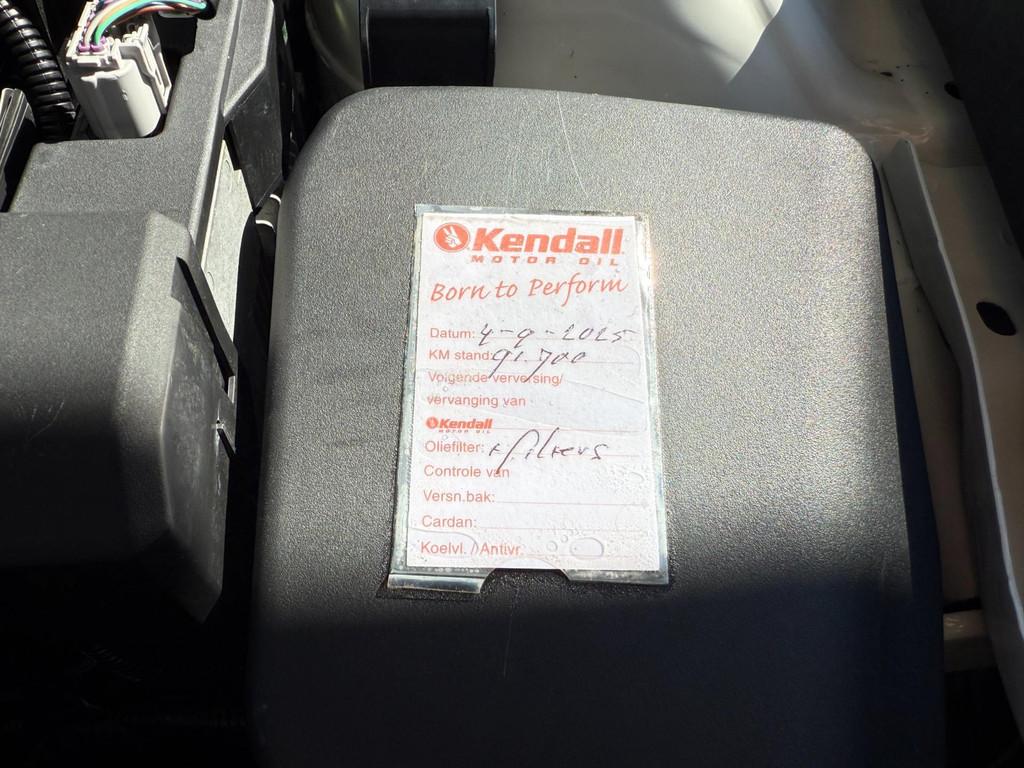 Kendall
MOTOR OIL
Born to Perform
Datum: 4-9-2025
KM stand: 91.700
Volgende verversing/
vervanging van
Kendall
MOTOR OIL
Oliefilter: + filters
Controle van
Versn.bak:
Cardan:
Koelvl. / Antivr.